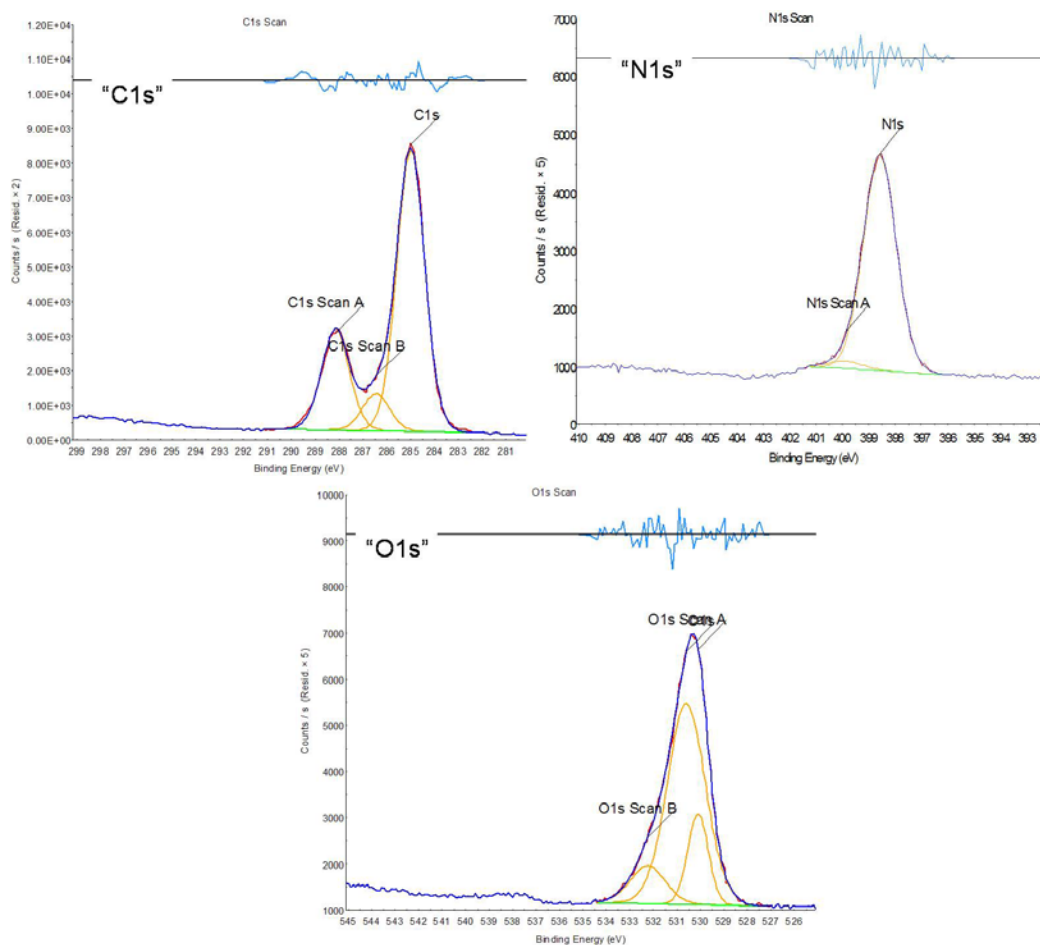 C1s Scan
1.20E+04
1.10E+04
1.00E+04
9.00E+03
8.00E+03
7.00E+03
6.00E+03
5.00E+03
4.00E+03
3.00E+03
2.00E+03
1.00E+03
0.00E+00
Counts / s (Resid. × 2)
"C1s"
C1s
C1s Scan A
C1s Scan B
299 298 297 296 295 294 293 292 291 290 289 288 287 286 285 284 283 282 281
Binding Energy (eV)
N1s Scan
7000
6000
5000
4000
3000
2000
1000
0
Counts / s (Resid. × 5)
"N1s"
N1s
N1s Scan A
410 409 408 407 406 405 404 403 402 401 400 399 398 397 396 395 394 393
Binding Energy (eV)
O1s Scan
10000
9000
8000
7000
6000
5000
4000
3000
2000
1000
Counts / s (Resid. × 5)
"O1s"
O1s Scan A
O1s
O1s Scan B
545 544 543 542 541 540 539 538 537 536 535 534 533 532 531 530 529 528 527 526
Binding Energy (eV)